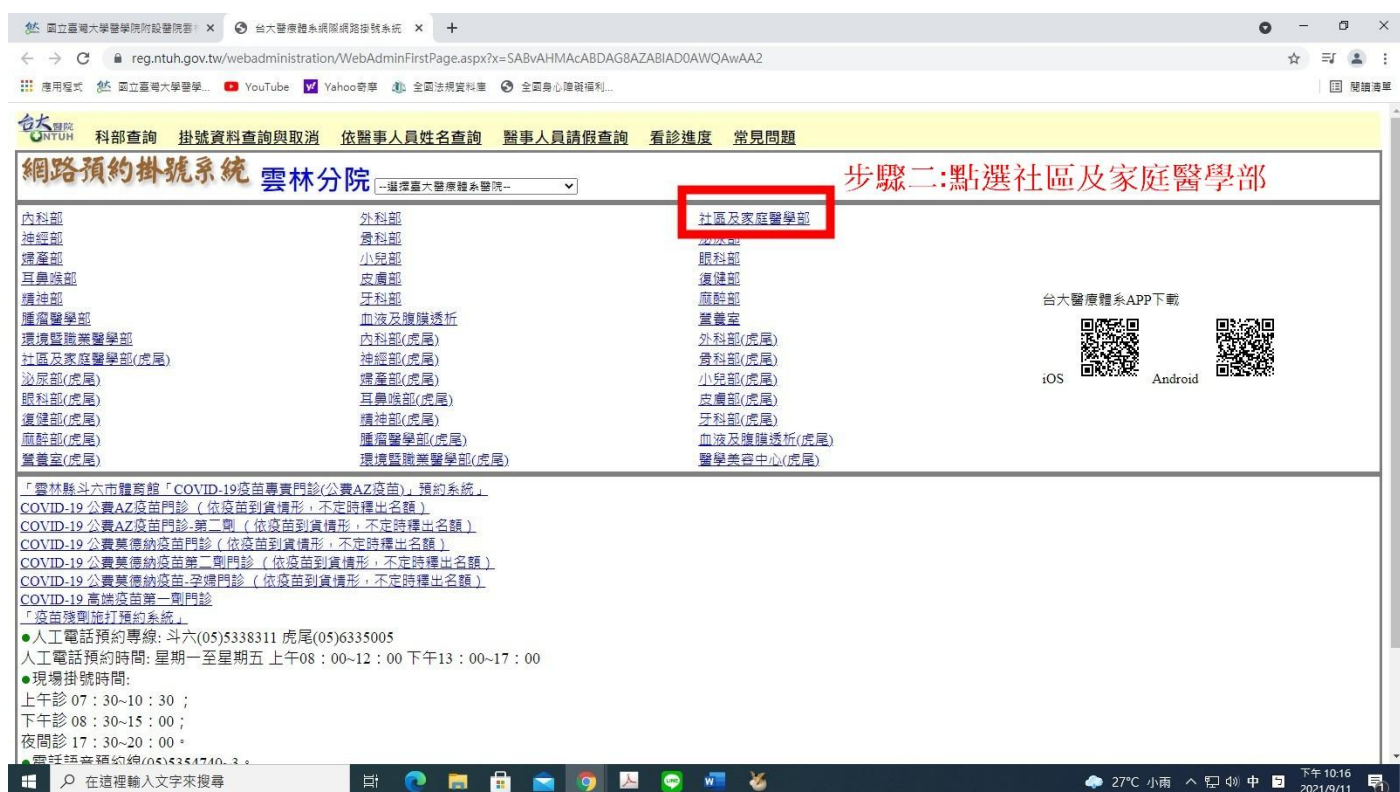 國立臺灣大學醫學院附設醫院雲 台大醫療體系網際網路掛號系統
reg.ntuh.gov.tw/webadministration/WebAdminFirstPage.aspx?x=SABvAHMAcABDAG8AZABlAD0AWQAwAA2
應用程式 國立臺灣大學醫學... YouTube Yahoo奇摩 全國法規資料庫 全國身心障礙福利... 閱讀清單
台大醫院 NTUH 科部查詢 掛號資料查詢與取消 依醫事人員姓名查詢 醫事人員請假查詢 看診進度 常見問題
網路預約掛號系統 雲林分院 --選擇臺大醫療體系醫院-- 步驟二:點選社區及家庭醫學部
內科部 外科部 社區及家庭醫學部
神經部 骨科部 泌尿部
婦產部 小兒部 眼科部
耳鼻喉部 皮膚部 復健部
精神部 牙科部 麻醉部
腫瘤醫學部 血液及腹膜透析 營養室
環境暨職業醫學部 內科部(虎尾) 外科部(虎尾)
社區及家庭醫學部(虎尾) 神經部(虎尾) 骨科部(虎尾)
泌尿部(虎尾) 婦產部(虎尾) 小兒部(虎尾)
眼科部(虎尾) 耳鼻喉部(虎尾) 皮膚部(虎尾)
復健部(虎尾) 精神部(虎尾) 牙科部(虎尾)
麻醉部(虎尾) 腫瘤醫學部(虎尾) 血液及腹膜透析(虎尾)
營養室(虎尾) 環境暨職業醫學部(虎尾) 醫學美容中心(虎尾)
台大醫療體系APP下載
iOS Android
「雲林縣斗六市體育館「COVID-19疫苗專責門診(公費AZ疫苗)」預約系統」
COVID-19 公費AZ疫苗門診 ( 依疫苗到貨情形，不定時釋出名額 )
COVID-19 公費AZ疫苗門診-第二劑 ( 依疫苗到貨情形，不定時釋出名額 )
COVID-19 公費莫德納疫苗門診 ( 依疫苗到貨情形，不定時釋出名額 )
COVID-19 公費莫德納疫苗第二劑門診 ( 依疫苗到貨情形，不定時釋出名額 )
COVID-19 公費莫德納疫苗-孕婦門診 ( 依疫苗到貨情形，不定時釋出名額 )
COVID-19 高端疫苗第一劑門診
「疫苗殘劑施打預約系統」
●人工電話預約專線: 斗六(05)5338311 虎尾(05)6335005
人工電話預約時間: 星期一至星期五 上午08：00~12：00 下午13：00~17：00
●現場掛號時間:
上午診 07：30~10：30 ；
下午診 08：30~15：00；
夜間診 17：30~20：00。
●電話語音預約線(05)5354740~3。
在這裡輸入文字來搜尋 27°C 小雨 中 下午 10:16
2021/9/11